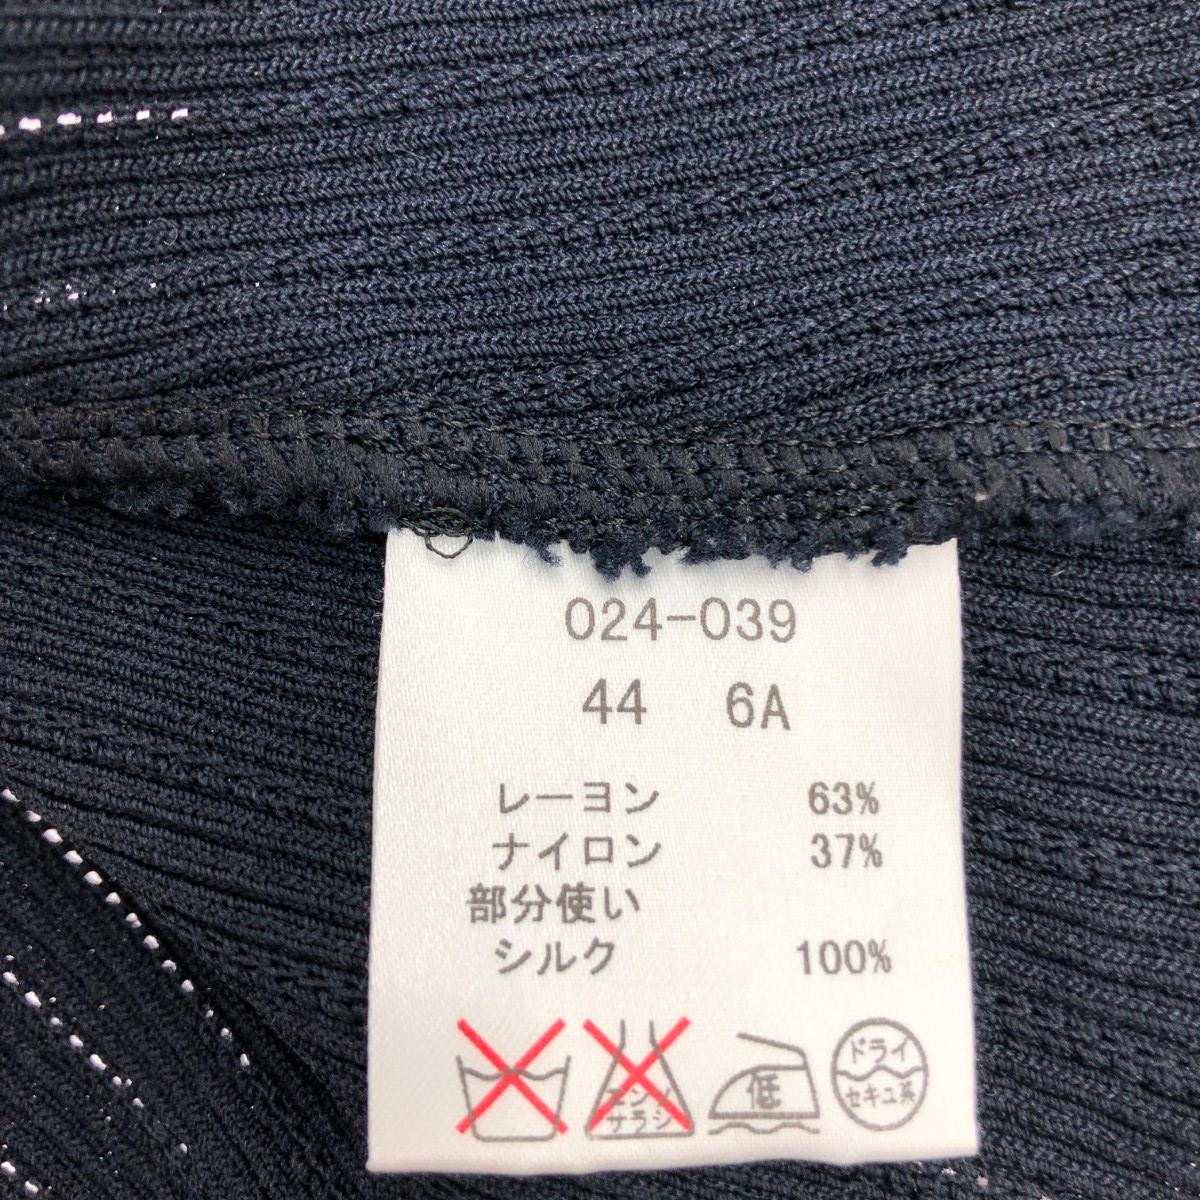 024-039
44 6A
レーヨン 63%
ナイロン 37%
部分使い
シルク 100%
エンソ
サラシ
低
ドライ
セキユ系